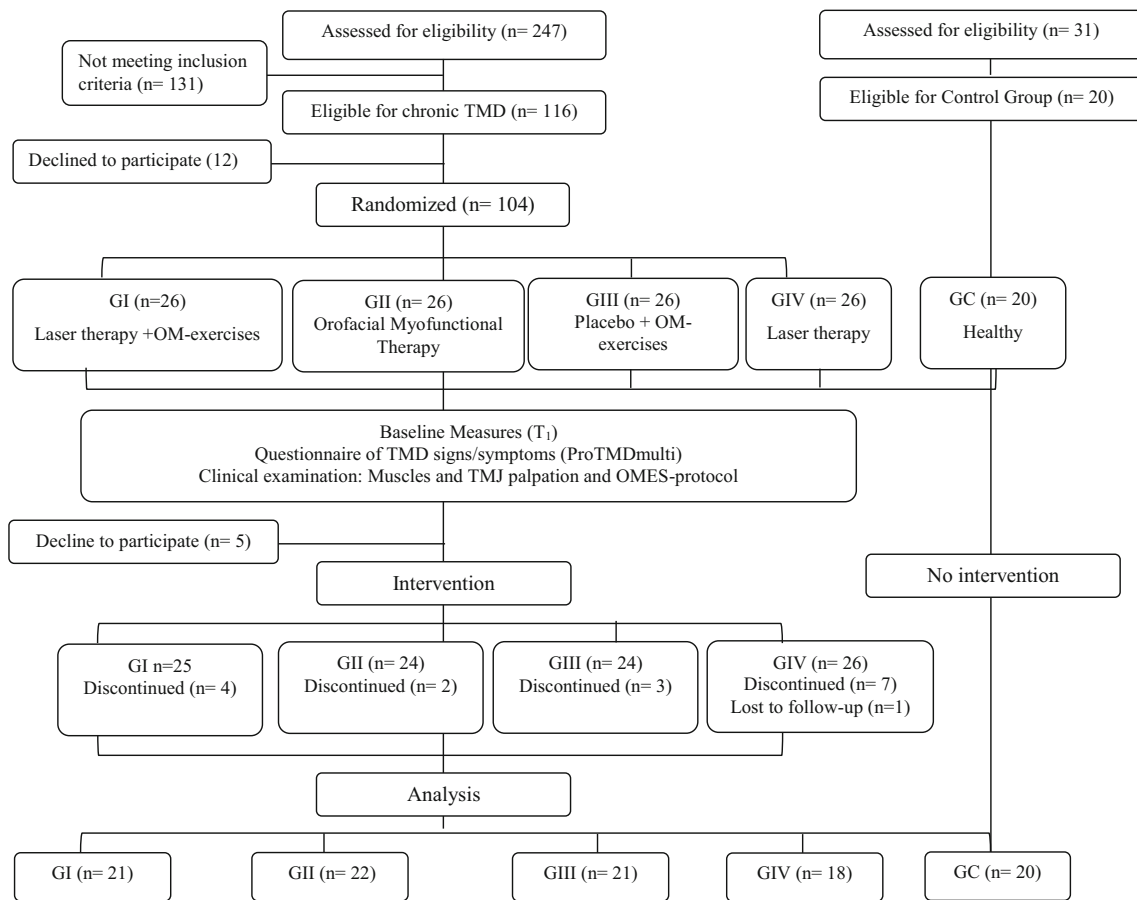 Assessed for eligibility (n= 247)
Assessed for eligibility (n= 31)
Not meeting inclusion
criteria (n= 131)
Eligible for chronic TMD (n= 116)
Eligible for Control Group (n= 20)
Declined to participate (12)
Randomized (n= 104)
GI (n=26)
Laser therapy +OM-exercises
GII (n= 26)
Orofacial Myofunctional
Therapy
GIII (n= 26)
Placebo + OM-
exercises
GIV (n= 26)
Laser therapy
GC (n= 20)
Healthy
Baseline Measures (T₁)
Questionnaire of TMD signs/symptoms (ProTMDmulti)
Clinical examination: Muscles and TMJ palpation and OMES-protocol
Decline to participate (n= 5)
Intervention
No intervention
GI n=25
Discontinued (n= 4)
GII (n= 24)
Discontinued (n= 2)
GIII (n= 24)
Discontinued (n= 3)
GIV (n= 26)
Discontinued (n= 7)
Lost to follow-up (n=1)
Analysis
GI (n= 21)
GII (n= 22)
GIII (n= 21)
GIV (n= 18)
GC (n= 20)